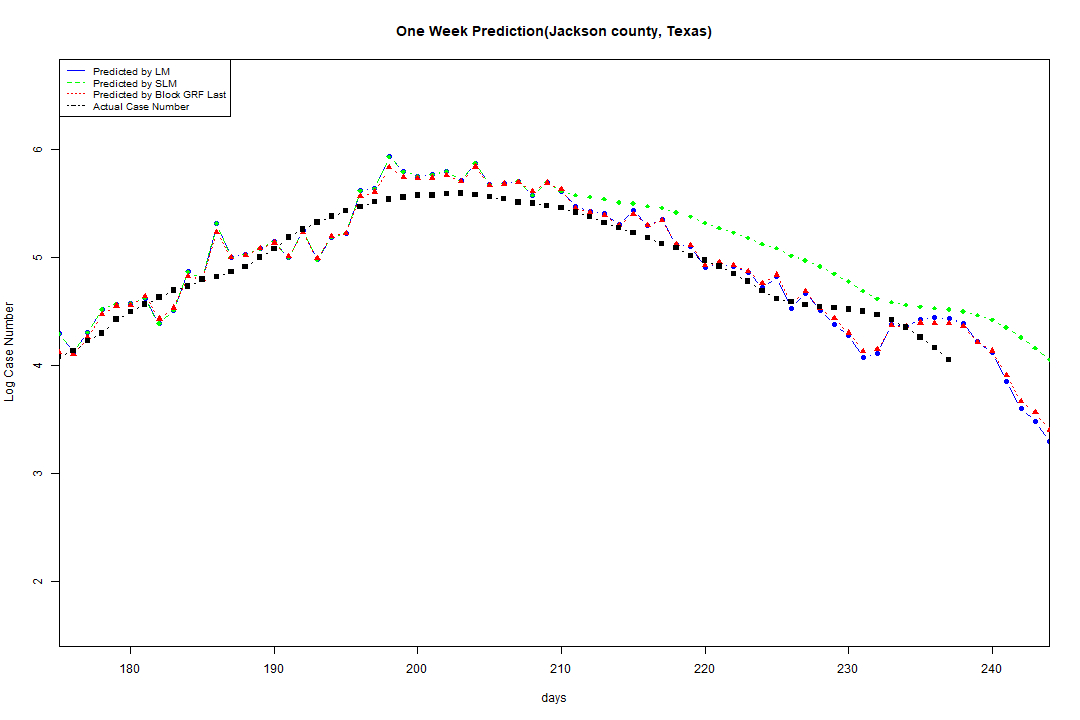 One Week Prediction(Jackson county, Texas)
Predicted by LM
Predicted by SLM
Predicted by Block GRF Last
Actual Case Number
6
5
4
3
2
Log Case Number
180 190 200 210 220 230 240
days